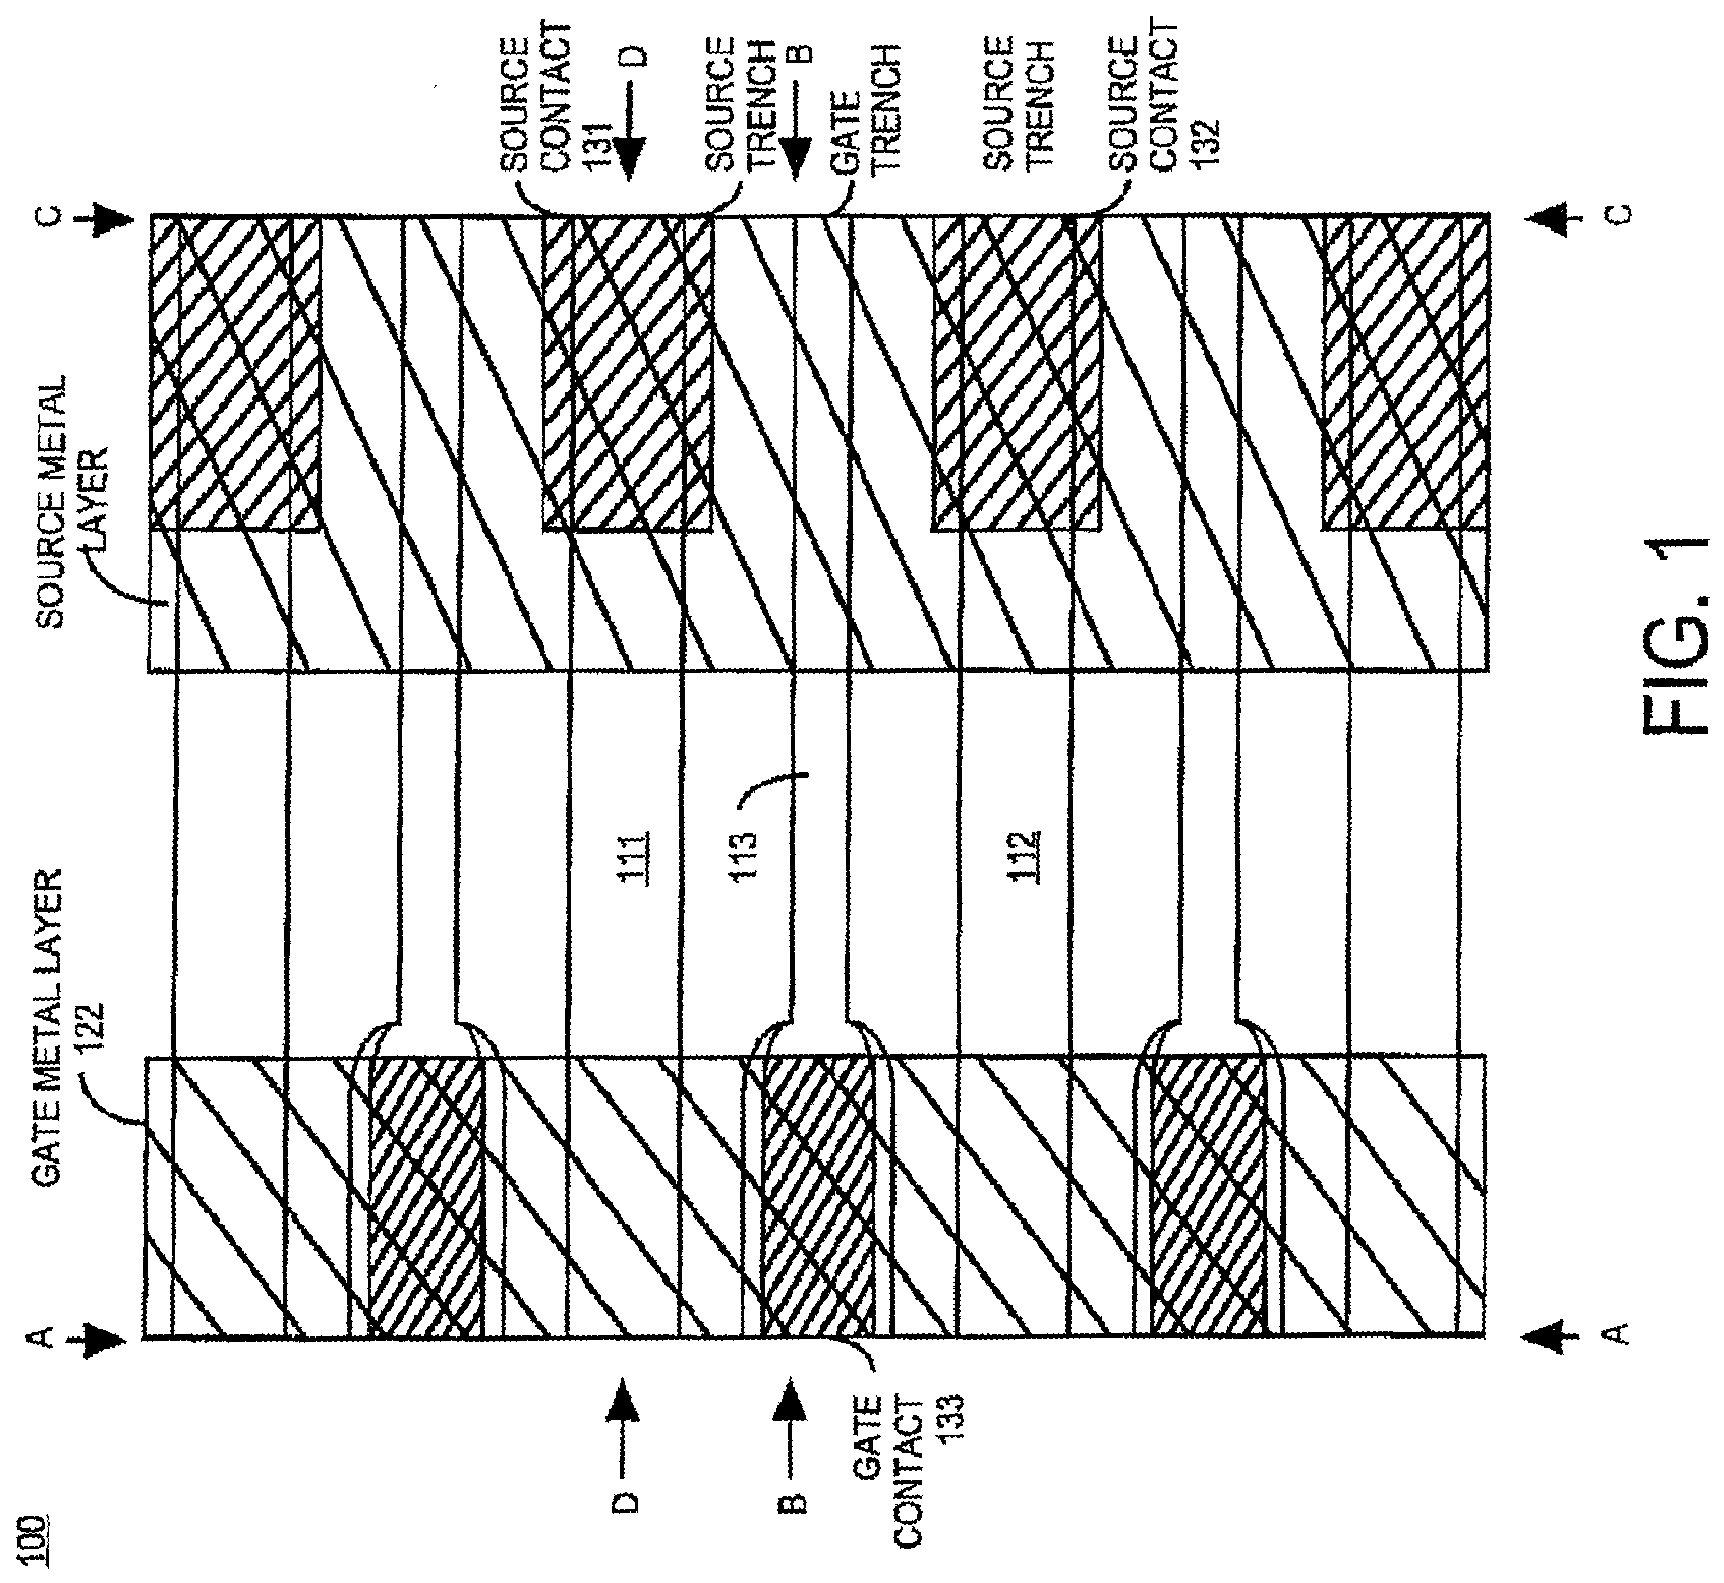 100
A
GATE METAL LAYER
122
SOURCE METAL
LAYER
C
D
B
GATE
CONTACT
133
111
113
112
SOURCE
CONTACT
131
D
SOURCE
TRENCH
B
GATE
TRENCH
SOURCE
TRENCH
SOURCE
CONTACT
132
A
C
FIG. 1